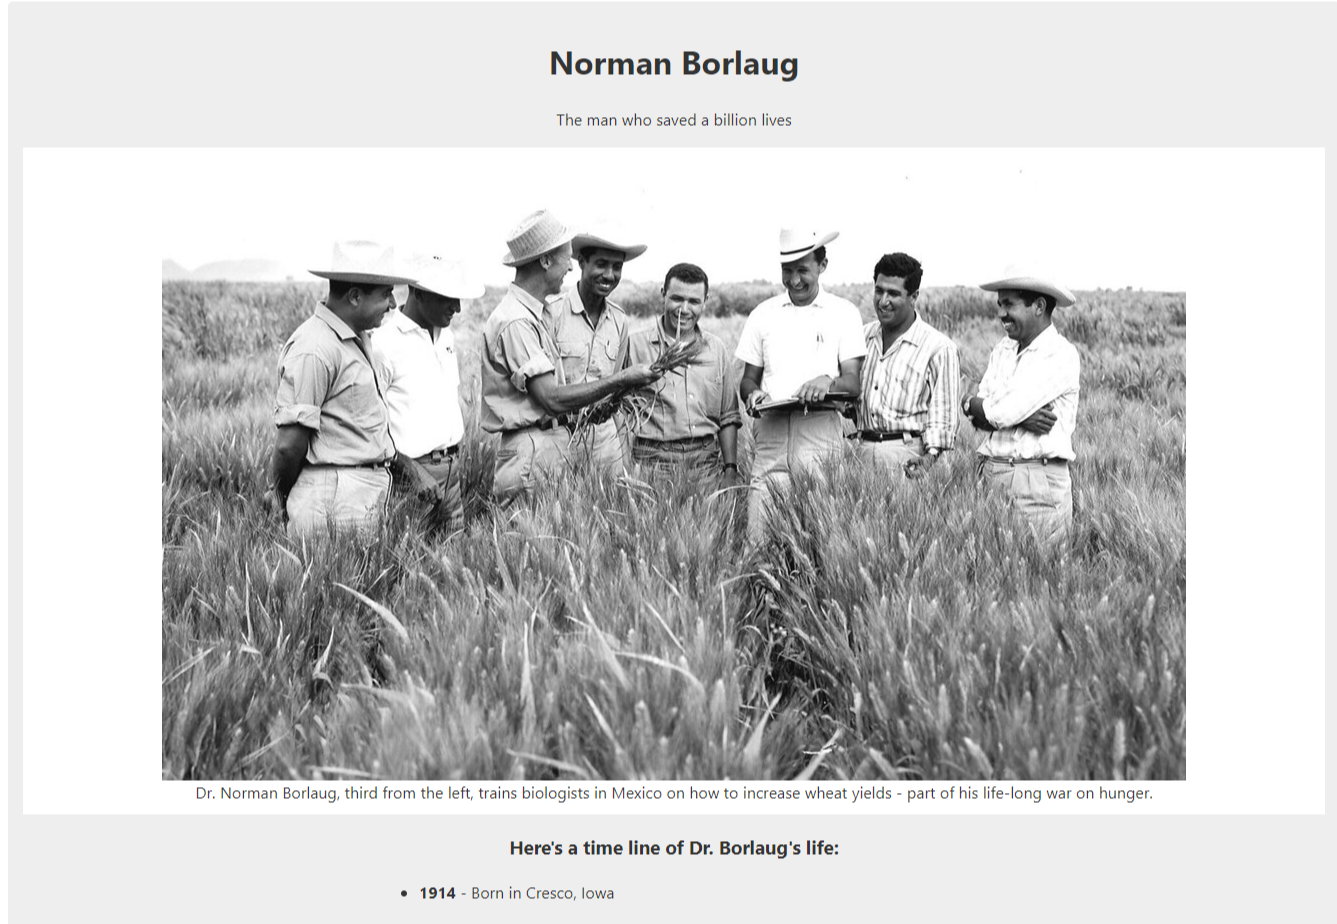 Norman Borlaug
The man who saved a billion lives
Dr. Norman Borlaug, third from the left, trains biologists in Mexico on how to increase wheat yields - part of his life-long war on hunger.
Here's a time line of Dr. Borlaug's life:
• 1914 - Born in Cresco, Iowa